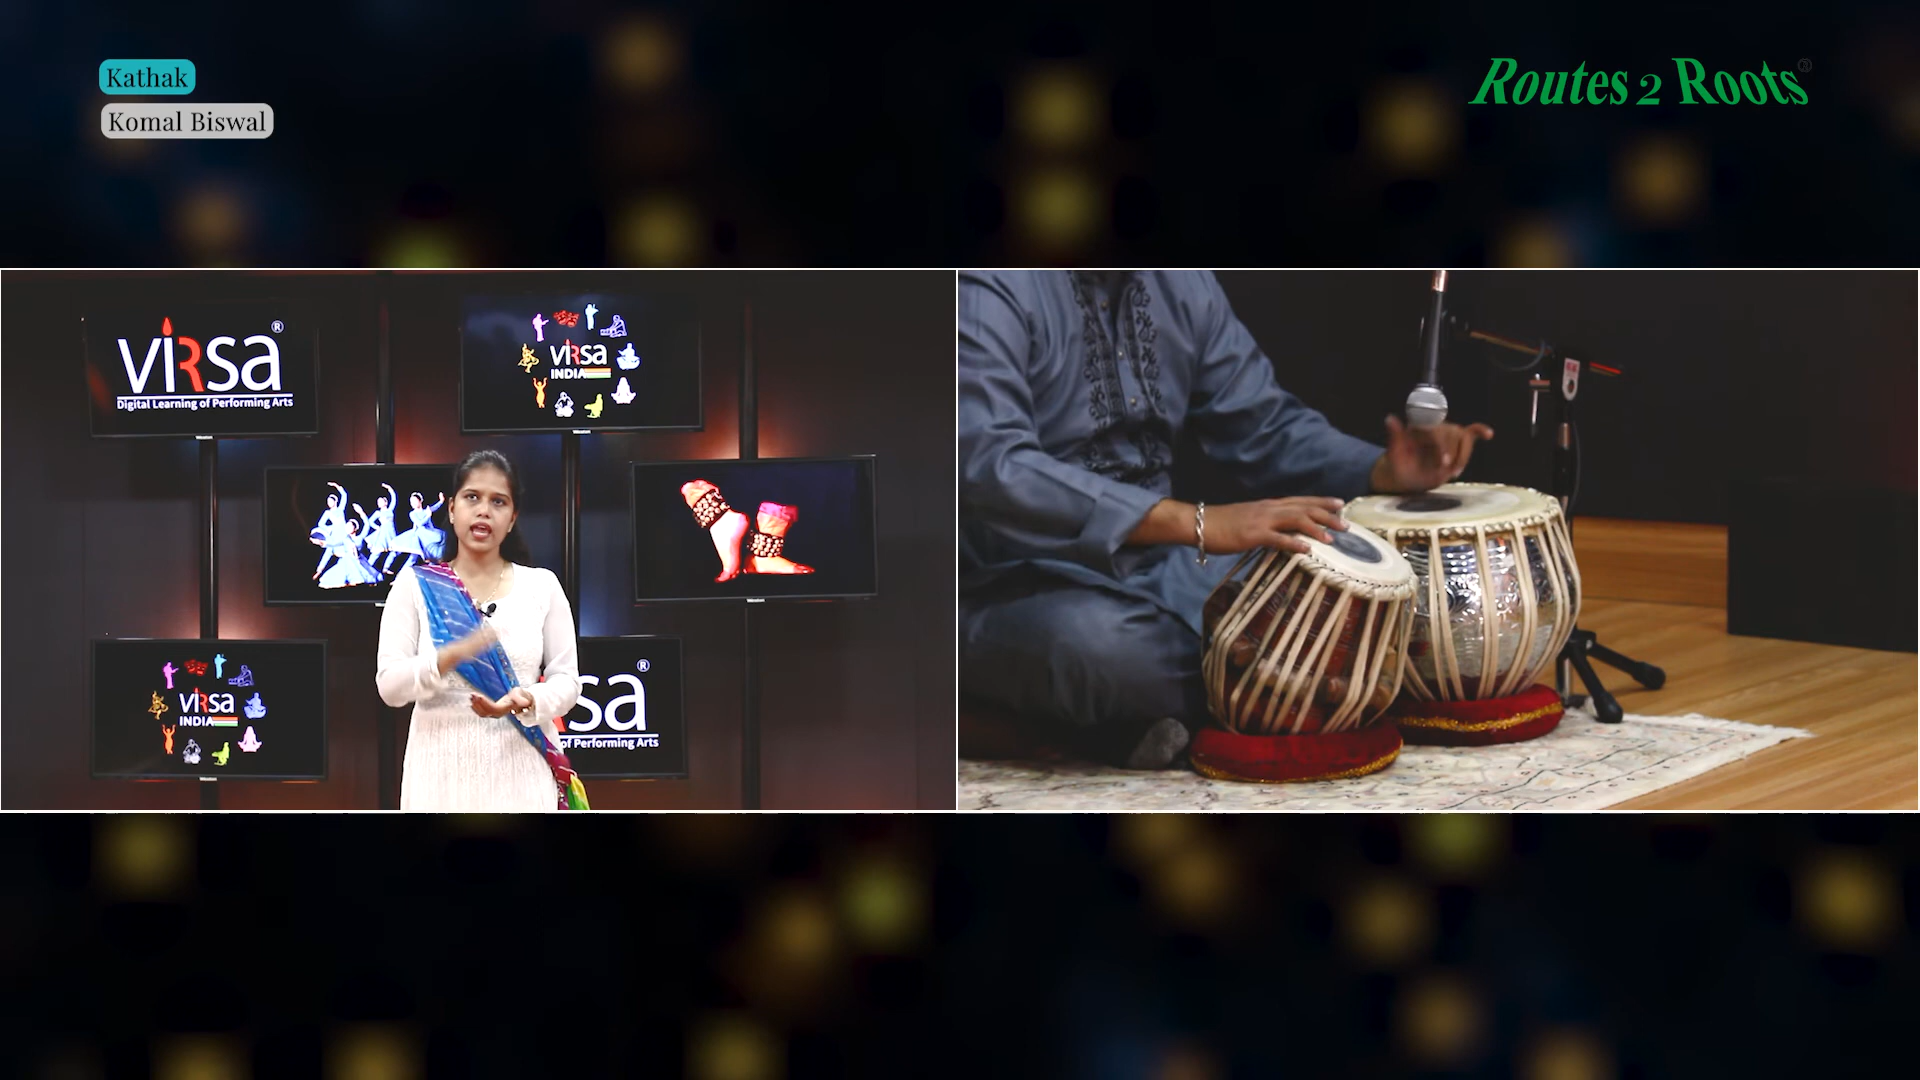 Kathak
Komal Biswal
Routes 2 Roots®
VIRSA®
Digital Learning of Performing Arts
VIRSA
INDIA
VIRSA
INDIA
RSA®
of Performing Arts